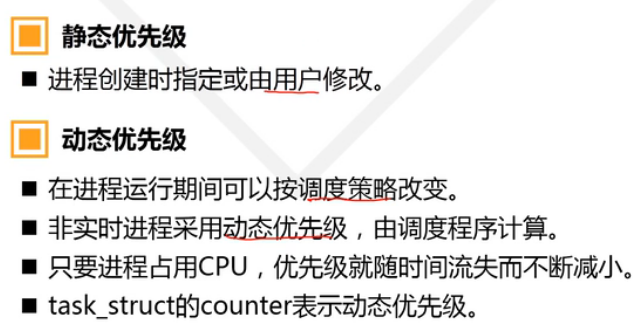 静态优先级
■ 进程创建时指定或由用户修改。
动态优先级
■ 在进程运行期间可以按调度策略改变。
■ 非实时进程采用动态优先级，由调度程序计算。
■ 只要进程占用CPU，优先级就随时间流失而不断减小。
■ task_struct的counter表示动态优先级。